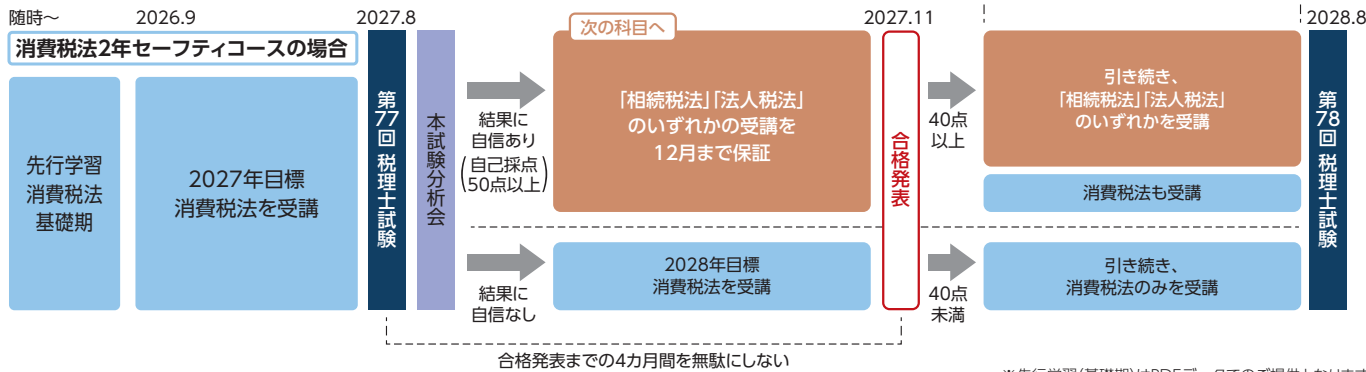 随時～
2026.9
2027.8
2027.11
2028.8
消費税法2年セーフティコースの場合
先行学習
消費税法
基礎期
2027年目標
消費税法を受講
第77回 税理士試験
本試験分析会
結果に
自信あり
(自己採点
50点以上)
次の科目へ
「相続税法」「法人税法」
のいずれかの受講を
12月まで保証
合格発表
40点
以上
引き続き、
「相続税法」「法人税法」
のいずれかを受講
消費税法も受講
結果に
自信なし
2028年目標
消費税法を受講
40点
未満
引き続き、
消費税法のみを受講
第78回 税理士試験
合格発表までの4カ月間を無駄にしない